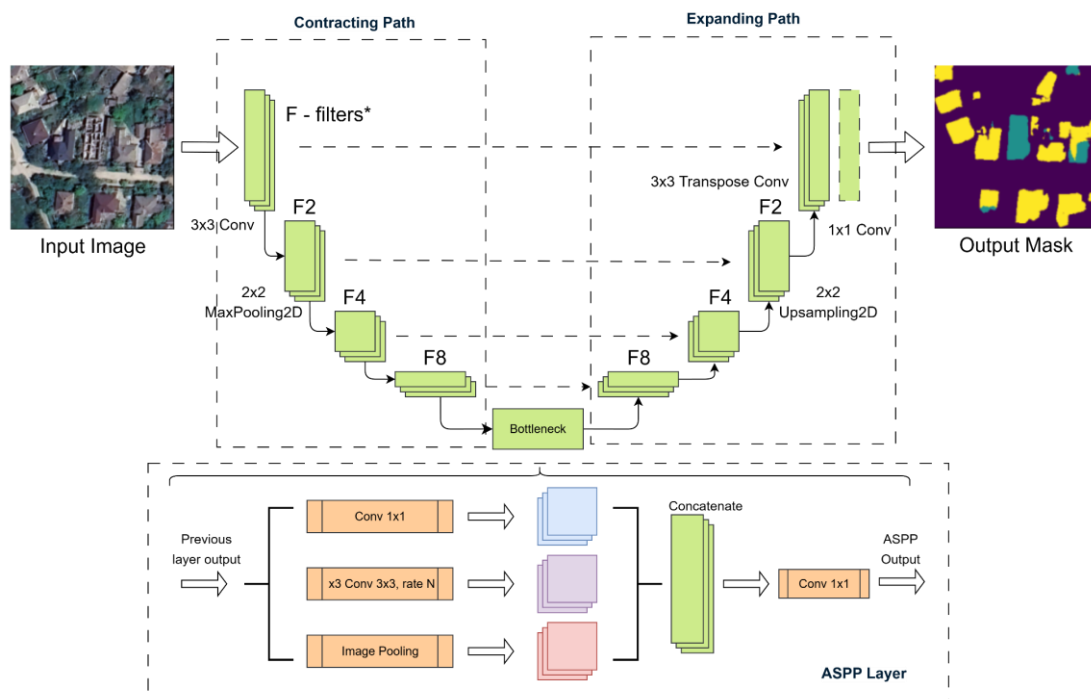 Contracting Path
Expanding Path
F - filters*
3x3 Transpose Conv
3x3 Conv
F2
F2
1x1 Conv
Input Image
Output Mask
2x2
MaxPooling2D
F4
F4
2x2
Upsampling2D
F8
F8
Bottleneck
Previous
layer output
Conv 1x1
x3 Conv 3x3, rate N
Image Pooling
Concatenate
Conv 1x1
ASPP
Output
ASPP Layer